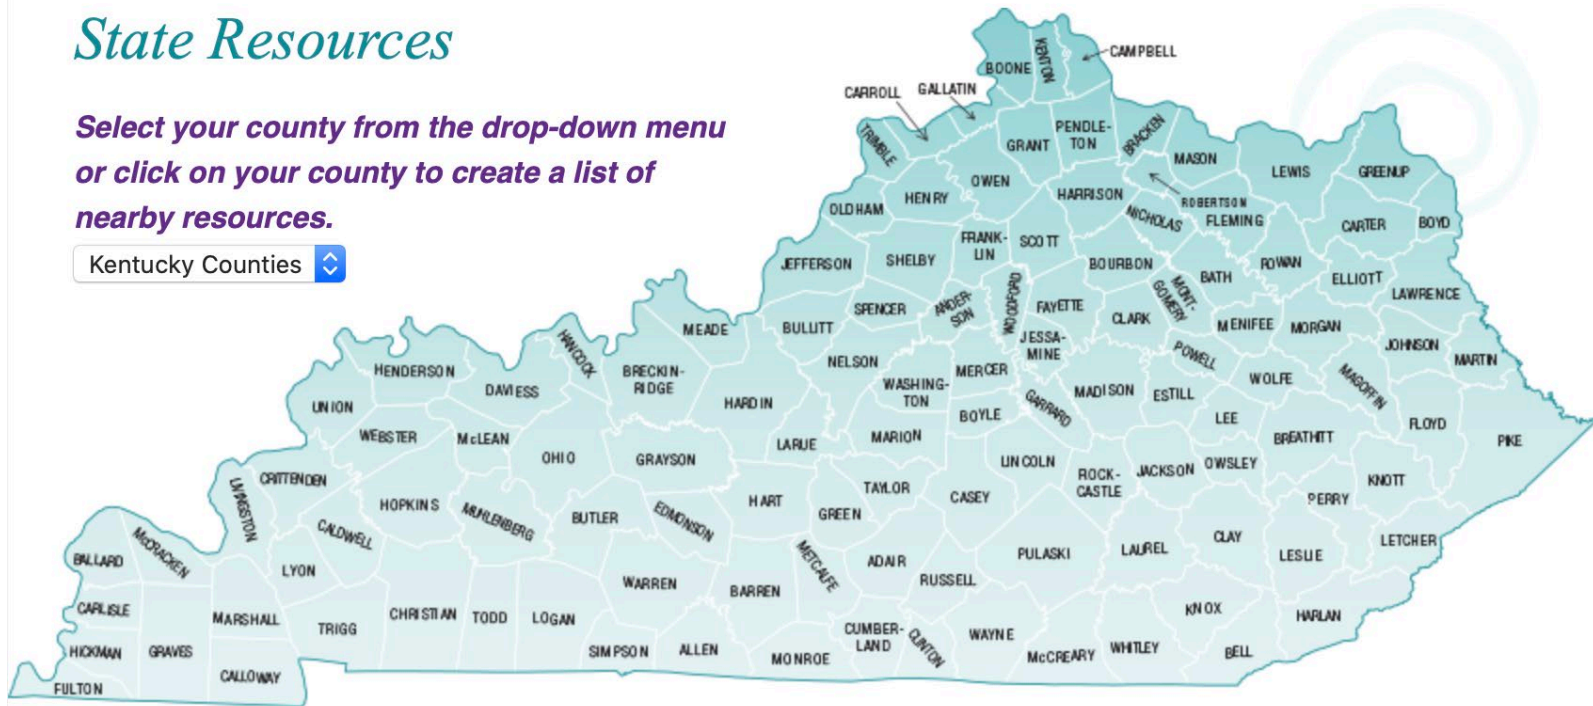 State Resources
Select your county from the drop-down menu
or click on your county to create a list of
nearby resources.
Kentucky Counties
BOONE
KENTON
CAMPBELL
CARROLL
GALLATIN
TRIMBLE
GRANT
PENDLE-
TON
BRACKEN
MASON
LEWIS
GREENUP
HENRY
OWEN
HARRISON
ROBERTSON
OLDHAM
NICHOLAS
FLEMING
CARTER
BOYD
JEFFERSON
SHELBY
FRANK-
LIN
SCOTT
BOURBON
BATH
ROWAN
ELLIOTT
LAWRENCE
SPENCER
ANDER-
SON
WOODFORD
FAYETTE
CLARK
MONT-
GOMERY
MENIFEE
MORGAN
MEADE
BULLITT
JESSA-
MINE
JOHNSON
MARTIN
HANCOCK
HENDERSON
DAVIESS
BRECKIN-
RIDGE
NELSON
WASHING-
TON
MERCER
POWELL
WOLFE
MAGOFFIN
UNION
HARDIN
BOYLE
GARRARD
MADISON
ESTILL
LEE
FLOYD
PIKE
WEBSTER
McLEAN
LARUE
MARION
BREATHITT
OHIO
GRAYSON
LINCOLN
ROCK-
CASTLE
JACKSON
OWSLEY
KNOTT
CRITTENDEN
LIVINGSTON
HOPKINS
MUHLENBERG
BUTLER
EDMONSON
HART
GREEN
TAYLOR
CASEY
PERRY
CALDWELL
BALLARD
McCRACKEN
LYON
WARREN
BARREN
METCALFE
ADAIR
RUSSELL
PULASKI
LAUREL
CLAY
LESLIE
LETCHER
CARLISLE
MARSHALL
TRIGG
CHRISTIAN
TODD
LOGAN
KNOX
HARLAN
HICKMAN
GRAVES
SIMPSON
ALLEN
MONROE
CUMBER-
LAND
CLINTON
WAYNE
McCREARY
WHITLEY
BELL
FULTON
CALLOWAY